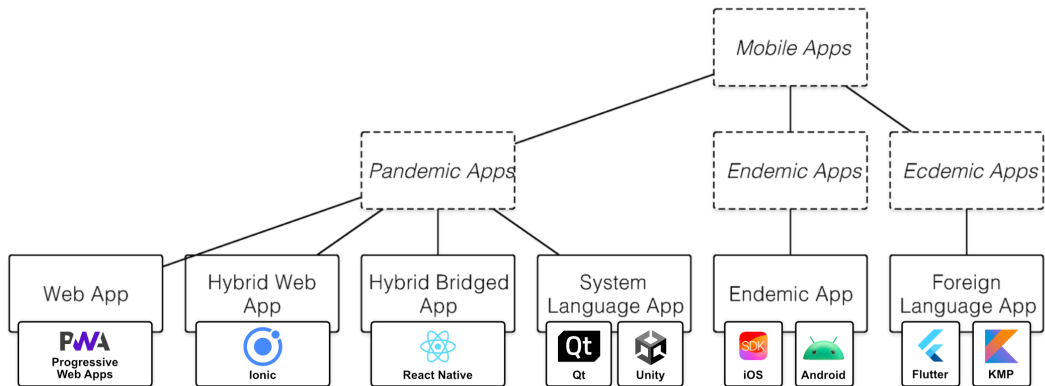 Mobile Apps
Pandemic Apps
Endemic Apps
Ecdemic Apps
Web App
Hybrid Web
App
Hybrid Bridged
App
System
Language App
Endemic App
Foreign
Language App
PWA
Progressive
Web Apps
Ionic
React Native
Qt
Qt
Unity
SDK
iOS
Android
Flutter
KMP